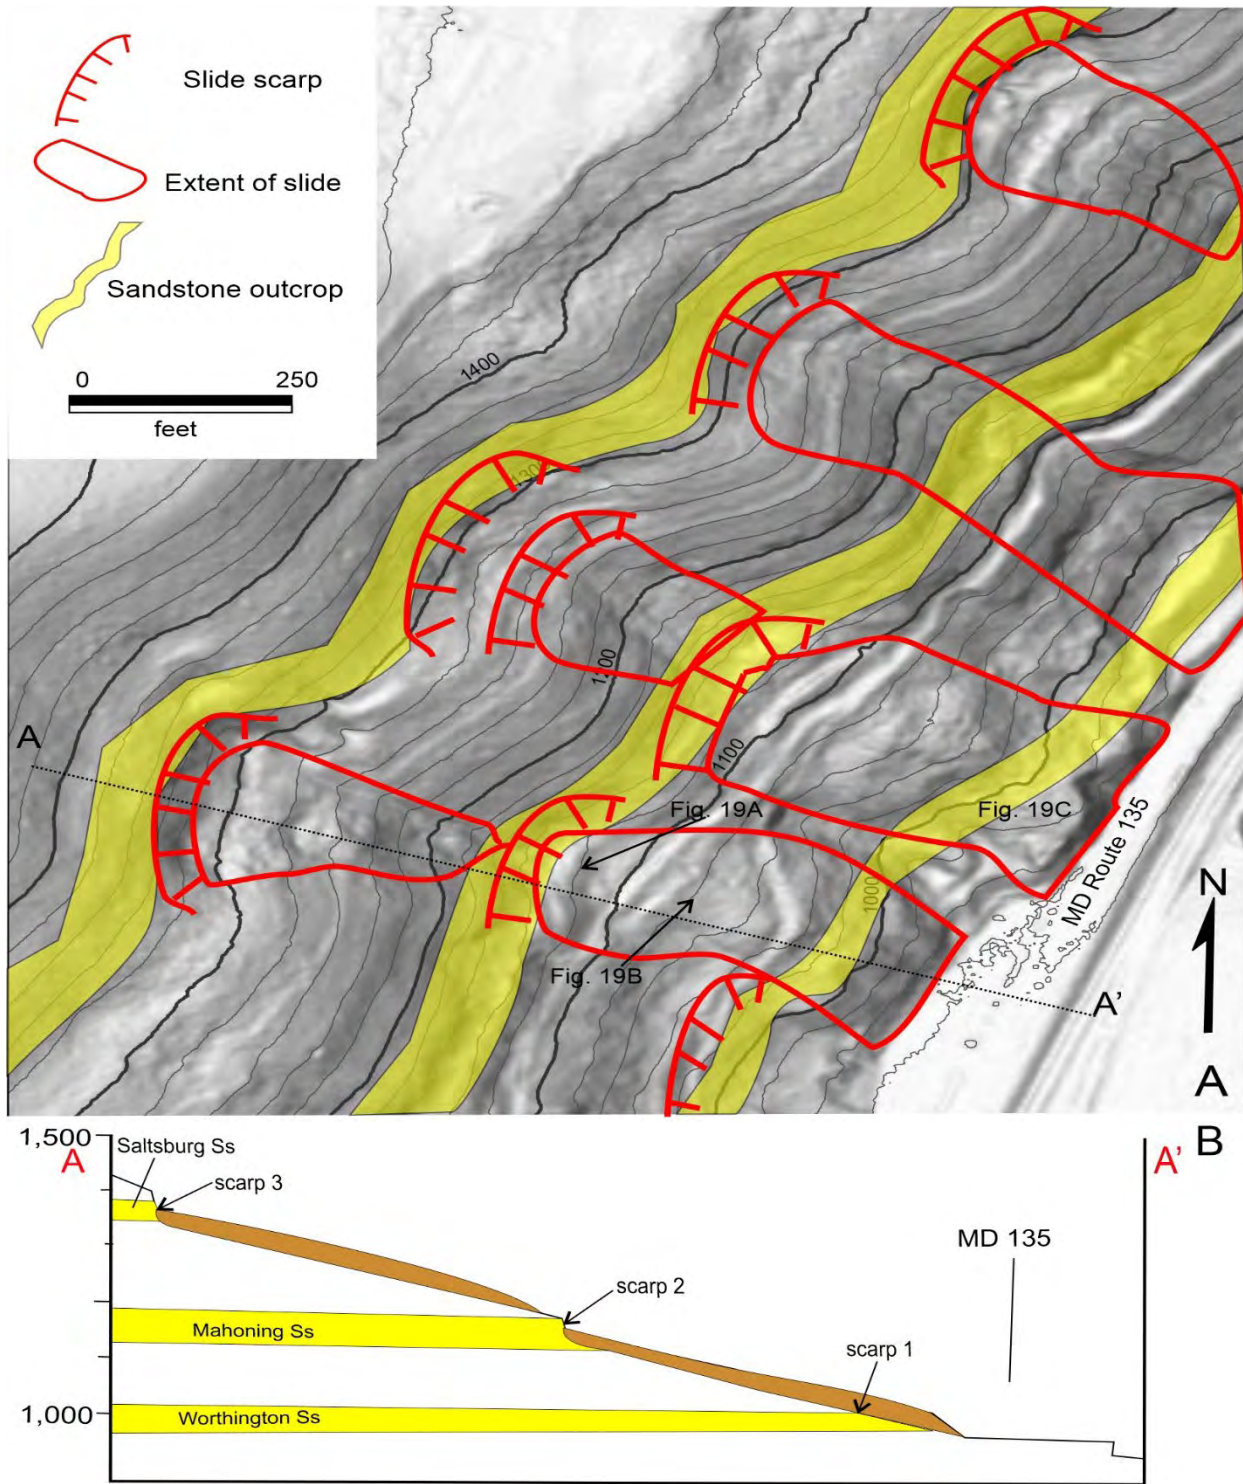 Slide scarp
Extent of slide
Sandstone outcrop
0 250
feet
1400
1300
1200
1100
1000
A
Fig. 19A
Fig. 19B
Fig. 19C
MD Route 135
A'
N
A
B
1,500
A
Saltsburg Ss
scarp 3
A'
MD 135
scarp 2
Mahoning Ss
scarp 1
1,000
Worthington Ss